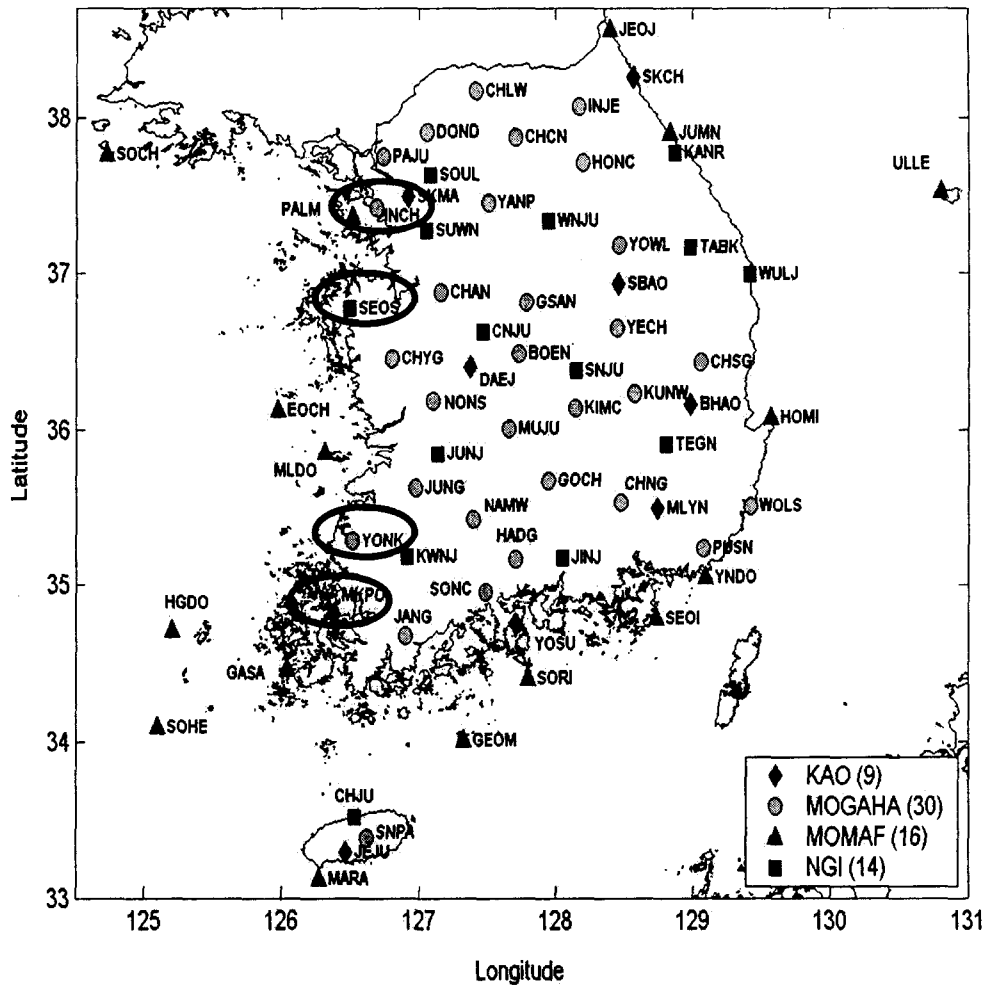 JEOJ
SKCH
38
CHLW
INJE
DOND
CHCN
JUMN
KANR
SOCH
PAJU
HONC
ULLE
SOUL
SKMA
YANP
PALM
INCH
WNJU
SUWN
YOWL
TABK
37
WULJ
SBAO
CHAN
GSAN
SEOS
YECH
CNJU
BOEN
CHYG
CHSG
DAEJ
SNJU
KUNW
NONS
KIMC
BHAO
EOCH
HOMI
36
MUJU
TEGN
MLDO
JUNJ
GOCH
CHNG
JUNG
MLYN
WOLS
NAMW
YONK
HADG
PUSN
KWNJ
JINJ
YNDO
35
SONC
MKPO
HGDO
JANG
SEOI
YOSU
GASA
SORI
SOHE
GEOM
34
CHJU
SNPA
JEJU
MARA
33
KAO (9)
MOGAHA (30)
MOMAF (16)
NGI (14)
125
126
127
128
129
130
131
Latitude
Longitude